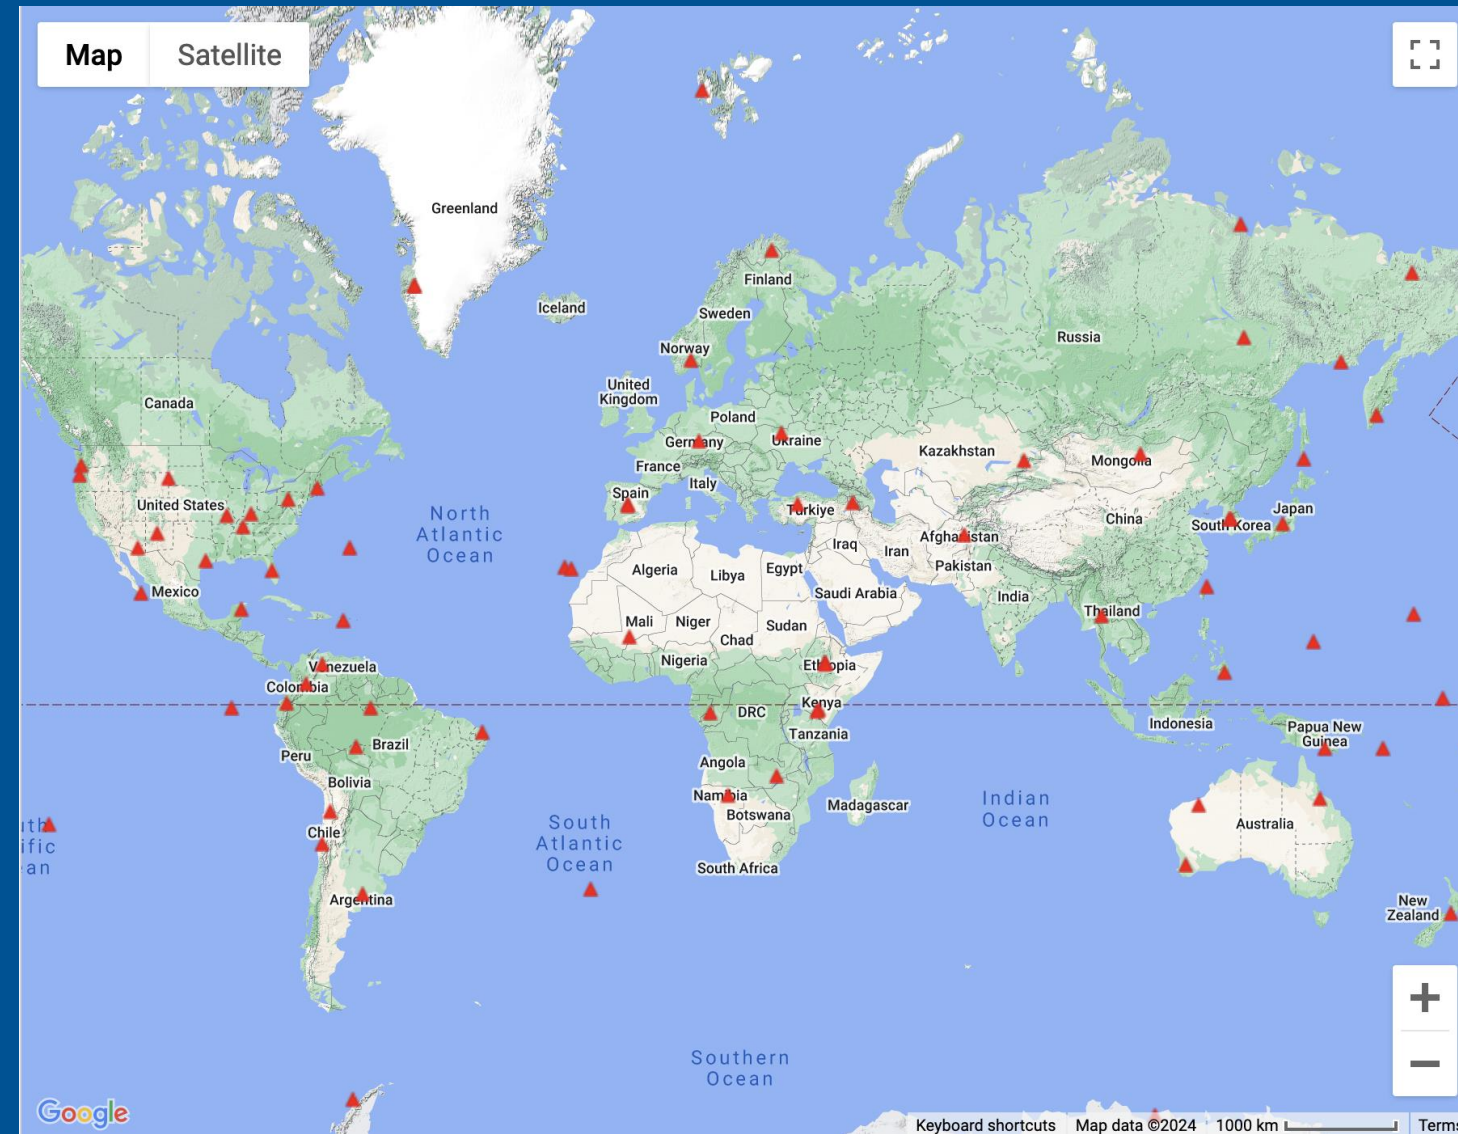 Map
Satellite
Greenland
Finland
Iceland
Sweden
Russia
Norway
United
Kingdom
Canada
Poland
Germany
Ukraine
Kazakhstan
Mongolia
France
Italy
Spain
United States
North
Atlantic
Ocean
Türkiye
China
Japan
South Korea
Afghanistan
Iraq
Iran
Pakistan
Algeria
Libya
Egypt
Mexico
Saudi Arabia
India
Thailand
Mali
Niger
Sudan
Chad
Nigeria
Ethiopia
Venezuela
Colombia
Kenya
DRC
Indonesia
Papua New
Guinea
Tanzania
Brazil
Peru
Angola
Bolivia
Namibia
Botswana
Madagascar
Indian
Ocean
South
Atlantic
Ocean
uth
ific
an
Chile
Australia
South Africa
Argentina
New
Zealand
Southern
Ocean
Google
Keyboard shortcuts
Map data ©2024
1000 km
Terms